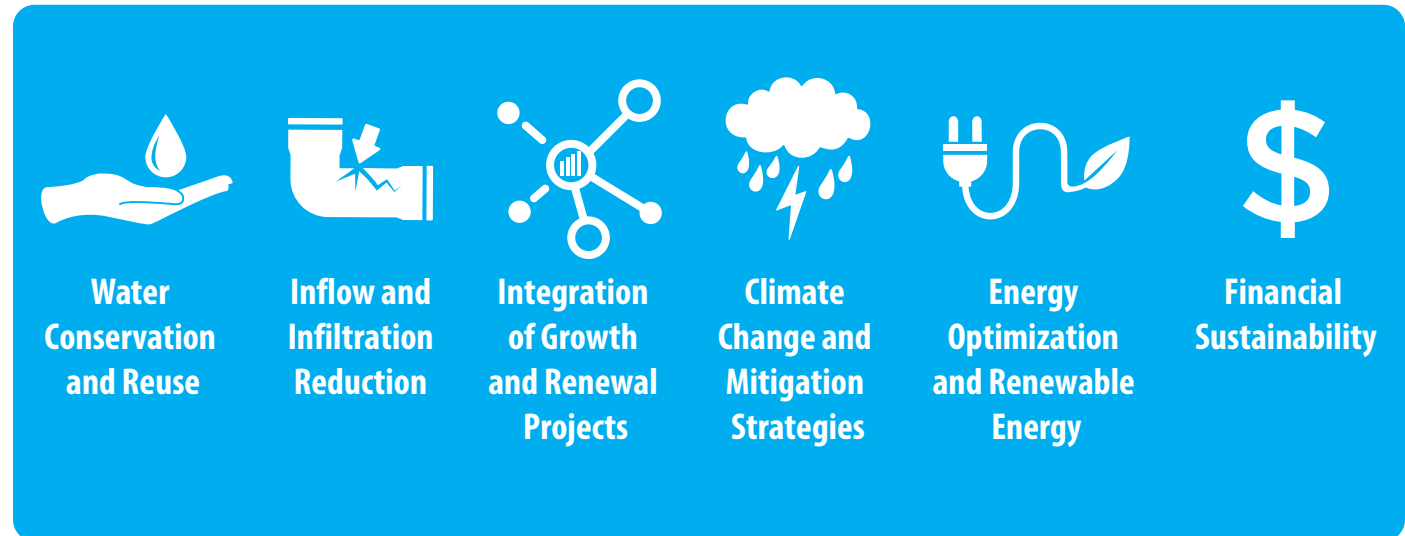 Water
Conservation
and Reuse
Inflow and
Infiltration
Reduction
Integration
of Growth
and Renewal
Projects
Climate
Change and
Mitigation
Strategies
Energy
Optimization
and Renewable
Energy
Financial
Sustainability